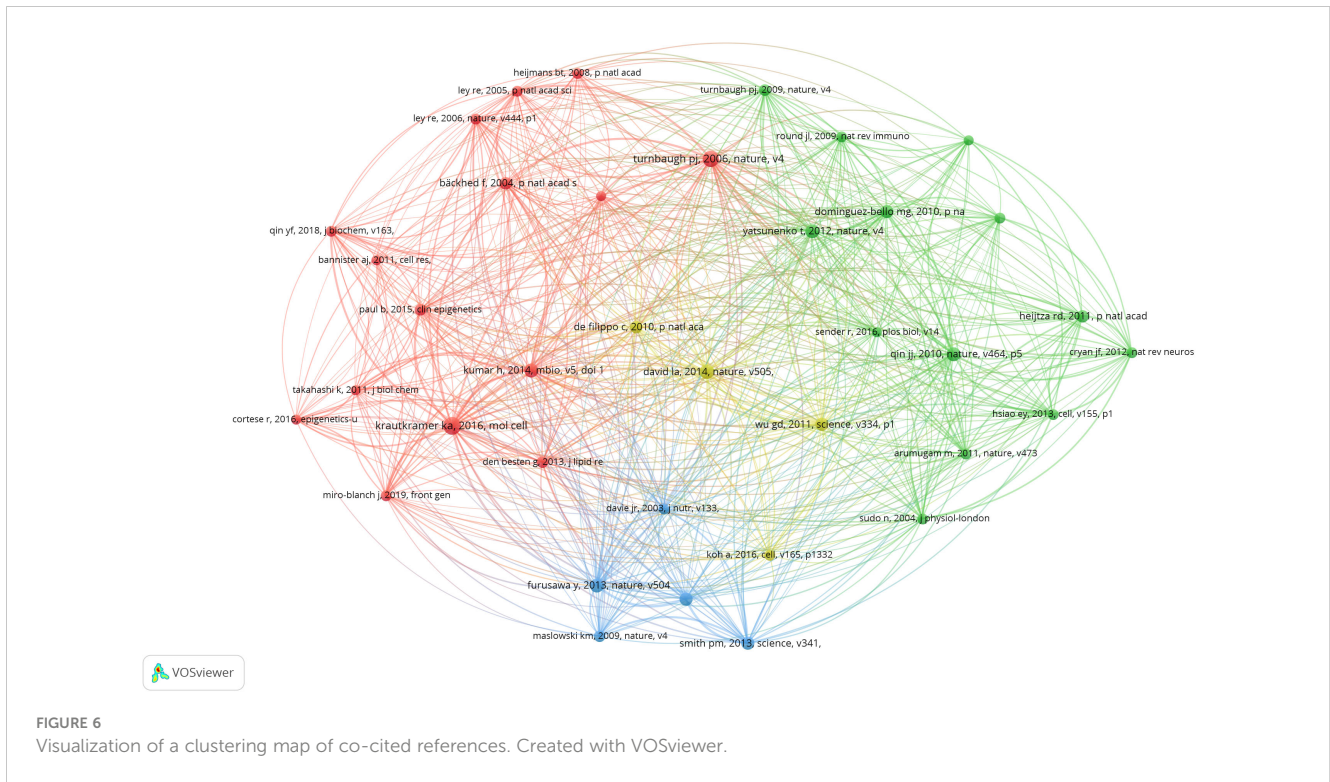 heijmans bt, 2008, p natl acad
ley re, 2005, p natl acad sci
turnbaugh pj, 2009, nature, v4
ley re, 2006, nature, v444, p1
round jl, 2009, nat rev immuno
turnbaugh pj, 2006, nature, v4
bäckhed f, 2004, p natl acad s
dominguez-bello mg, 2010, p na
qin yf, 2018, j biochem, v163,
yatsunenko t, 2012, nature, v4
bannister aj, 2011, cell res,
paul b, 2015, clin epigenetics
heijtza rd, 2011, p natl acad
de filippo c, 2010, p natl aca
sender r, 2016, plos biol, v14
qin jj, 2010, nature, v464, p5
cryan jf, 2012, nat rev neuros
kumar h, 2014, mbio, v5, doi 1
david la, 2014, nature, v505,
takahashi k, 2011, j biol chem
hsiao ey, 2013, cell, v155, p1
cortese r, 2016, epigenetics-u
krautkramer ka, 2016, mol cell
wu gd, 2011, science, v334, p1
arumugam m, 2011, nature, v473
den besten g, 2013, j lipid re
miro-blanch j, 2019, front gen
davie jr, 2003, j nutr, v133,
sudo n, 2004, j physiol-london
koh a, 2016, cell, v165, p1332
furusawa y, 2013, nature, v504
maslowski km, 2009, nature, v4
smith pm, 2013, science, v341,
VOSviewer
FIGURE 6
Visualization of a clustering map of co-cited references. Created with VOSviewer.